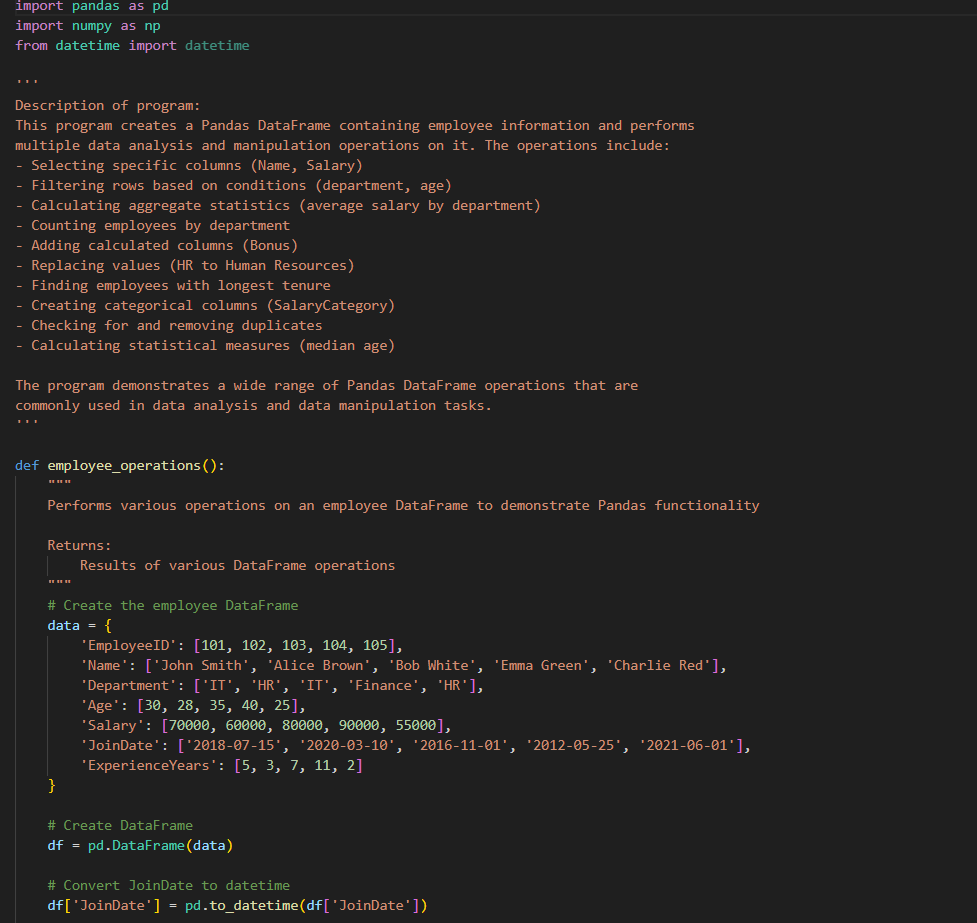 import pandas as pd
import numpy as np
from datetime import datetime
'''
Description of program:
This program creates a Pandas DataFrame containing employee information and performs
multiple data analysis and manipulation operations on it. The operations include:
- Selecting specific columns (Name, Salary)
- Filtering rows based on conditions (department, age)
- Calculating aggregate statistics (average salary by department)
- Counting employees by department
- Adding calculated columns (Bonus)
- Replacing values (HR to Human Resources)
- Finding employees with longest tenure
- Creating categorical columns (SalaryCategory)
- Checking for and removing duplicates
- Calculating statistical measures (median age)

The program demonstrates a wide range of Pandas DataFrame operations that are
commonly used in data analysis and data manipulation tasks.
'''

def employee_operations():
    """
    Performs various operations on an employee DataFrame to demonstrate Pandas functionality

    Returns:
        Results of various DataFrame operations
    """
    # Create the employee DataFrame
    data = {
        'EmployeeID': [101, 102, 103, 104, 105],
        'Name': ['John Smith', 'Alice Brown', 'Bob White', 'Emma Green', 'Charlie Red'],
        'Department': ['IT', 'HR', 'IT', 'Finance', 'HR'],
        'Age': [30, 28, 35, 40, 25],
        'Salary': [70000, 60000, 80000, 90000, 55000],
        'JoinDate': ['2018-07-15', '2020-03-10', '2016-11-01', '2012-05-25', '2021-06-01'],
        'ExperienceYears': [5, 3, 7, 11, 2]
    }

    # Create DataFrame
    df = pd.DataFrame(data)

    # Convert JoinDate to datetime
    df['JoinDate'] = pd.to_datetime(df['JoinDate'])